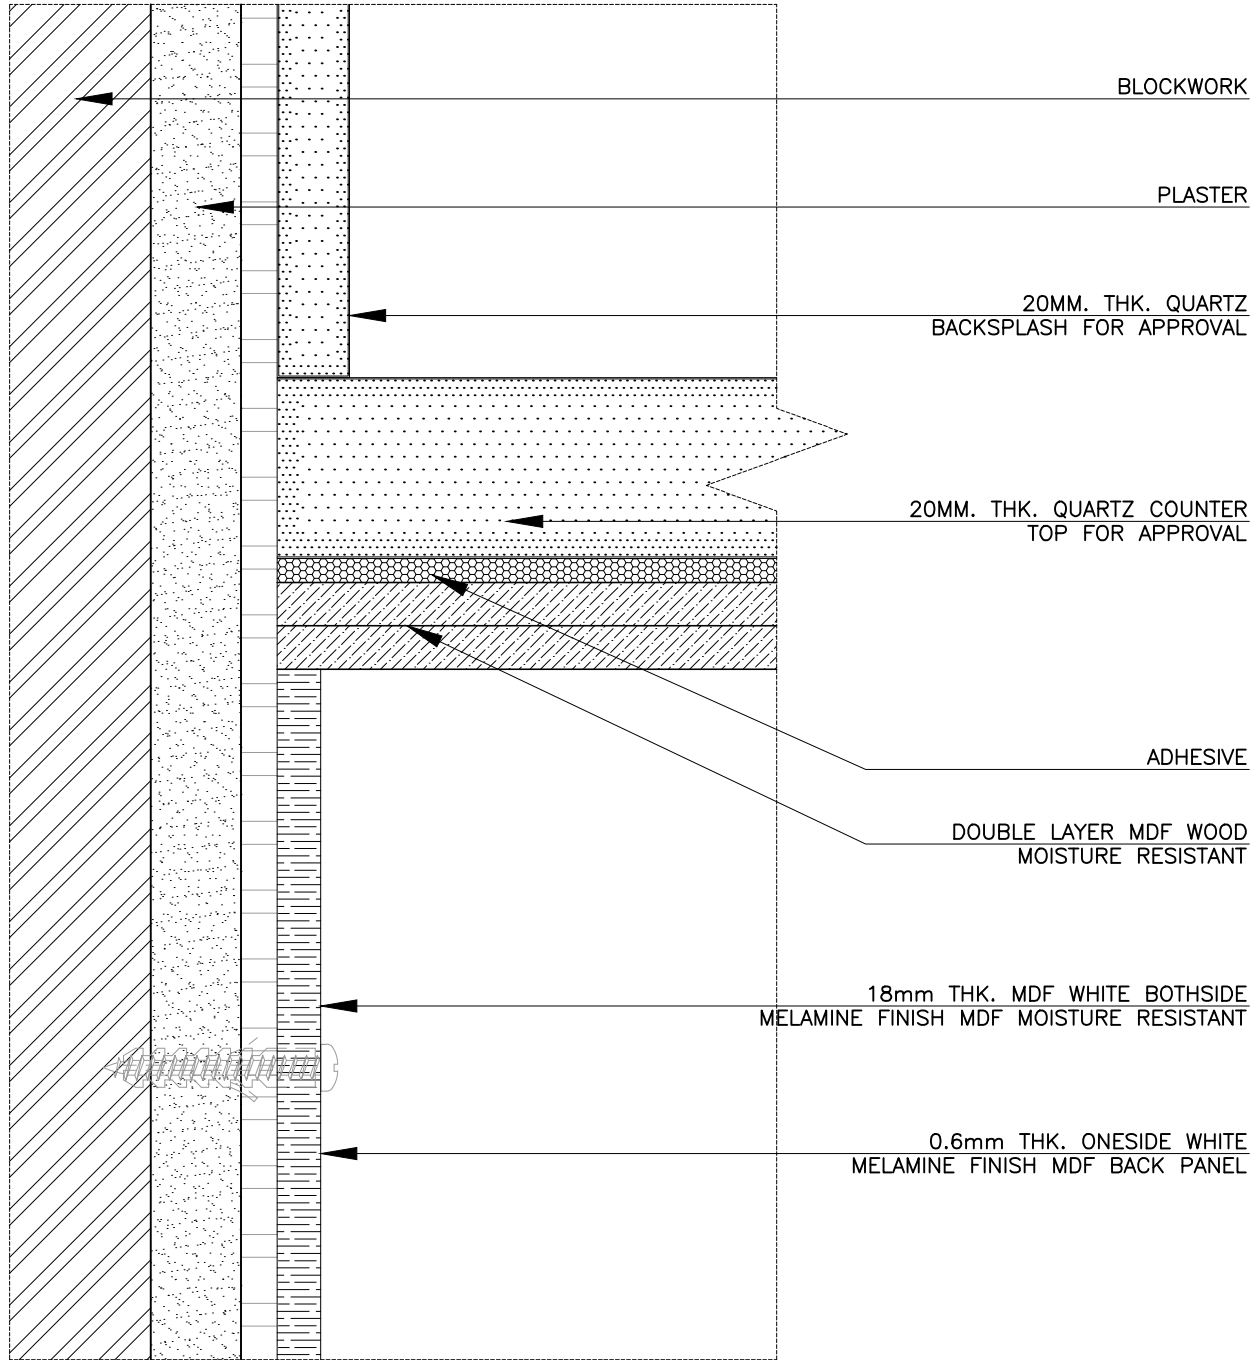 BLOCKWORK
PLASTER
20MM. THK. QUARTZ
BACKSPLASH FOR APPROVAL
20MM. THK. QUARTZ COUNTER
TOP FOR APPROVAL
ADHESIVE
DOUBLE LAYER MDF WOOD
MOISTURE RESISTANT
18mm THK. MDF WHITE BOTHSIDE
MELAMINE FINISH MDF MOISTURE RESISTANT
0.6mm THK. ONESIDE WHITE
MELAMINE FINISH MDF BACK PANEL